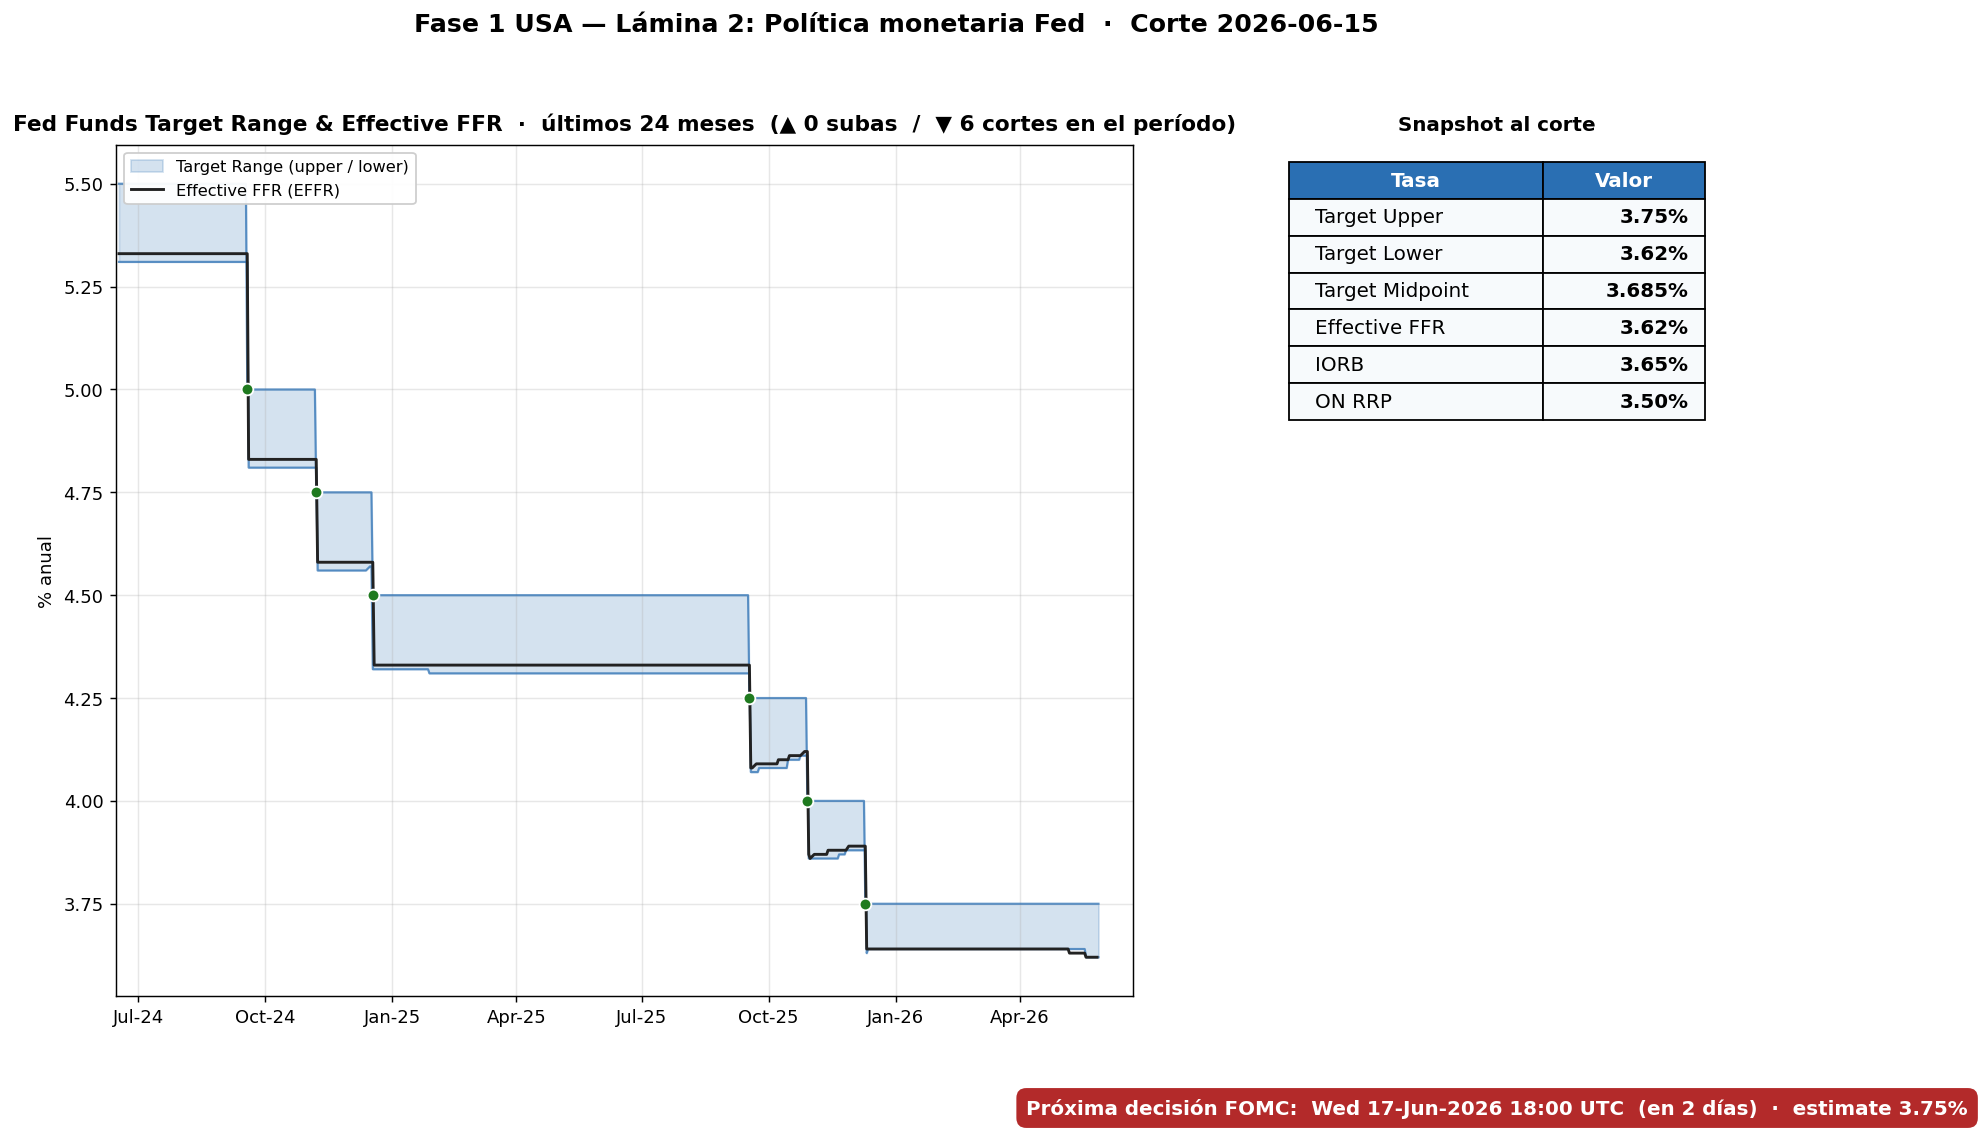 Fase 1 USA — Lámina 2: Política monetaria Fed  ·  Corte 2026-06-15
Fed Funds Target Range & Effective FFR  ·  últimos 24 meses  (▲ 0 subas  /  ▼ 6 cortes en el período)
Target Range (upper / lower)
Effective FFR (EFFR)
% anual
5.50
5.25
5.00
4.75
4.50
4.25
4.00
3.75
Jul-24
Oct-24
Jan-25
Apr-25
Jul-25
Oct-25
Jan-26
Apr-26
Snapshot al corte
Tasa Valor
Target Upper 3.75%
Target Lower 3.62%
Target Midpoint 3.685%
Effective FFR 3.62%
IORB 3.65%
ON RRP 3.50%
Próxima decisión FOMC:  Wed 17-Jun-2026 18:00 UTC  (en 2 días)  ·  estimate 3.75%